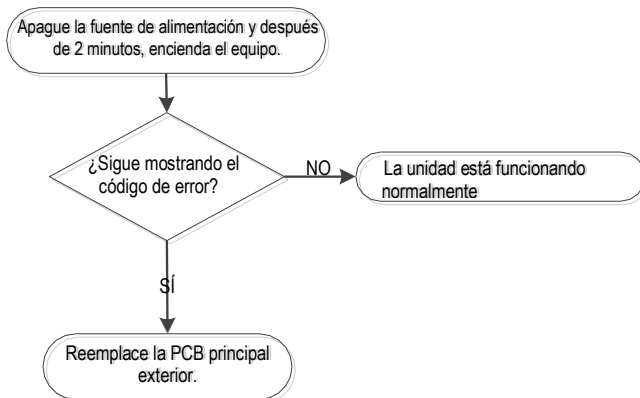 Apague la fuente de alimentación y después
de 2 minutos, encienda el equipo.
¿Sigue mostrando el
código de error?
NO
La unidad está funcionando
normalmente
SÍ
Reemplace la PCB principal
exterior.